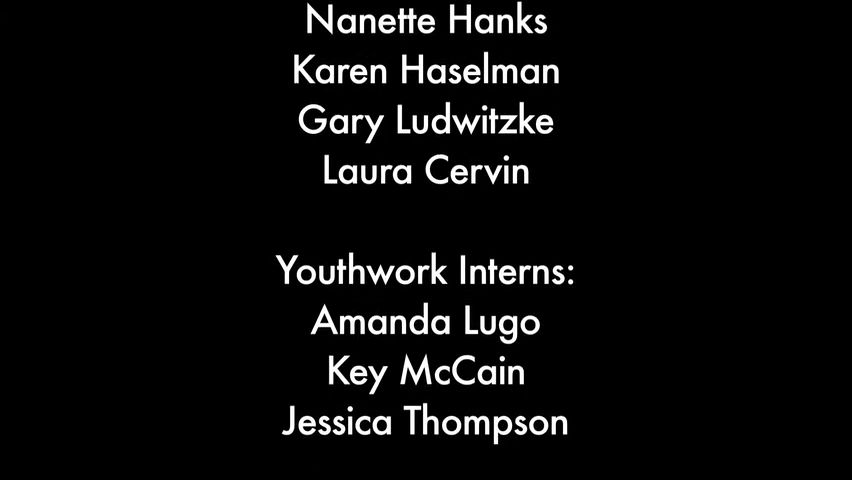 Nanette Hanks
Karen Haselman
Gary Ludwitzke
Laura Cervin
Youthwork Interns:
Amanda Lugo
Key McCain
Jessica Thompson